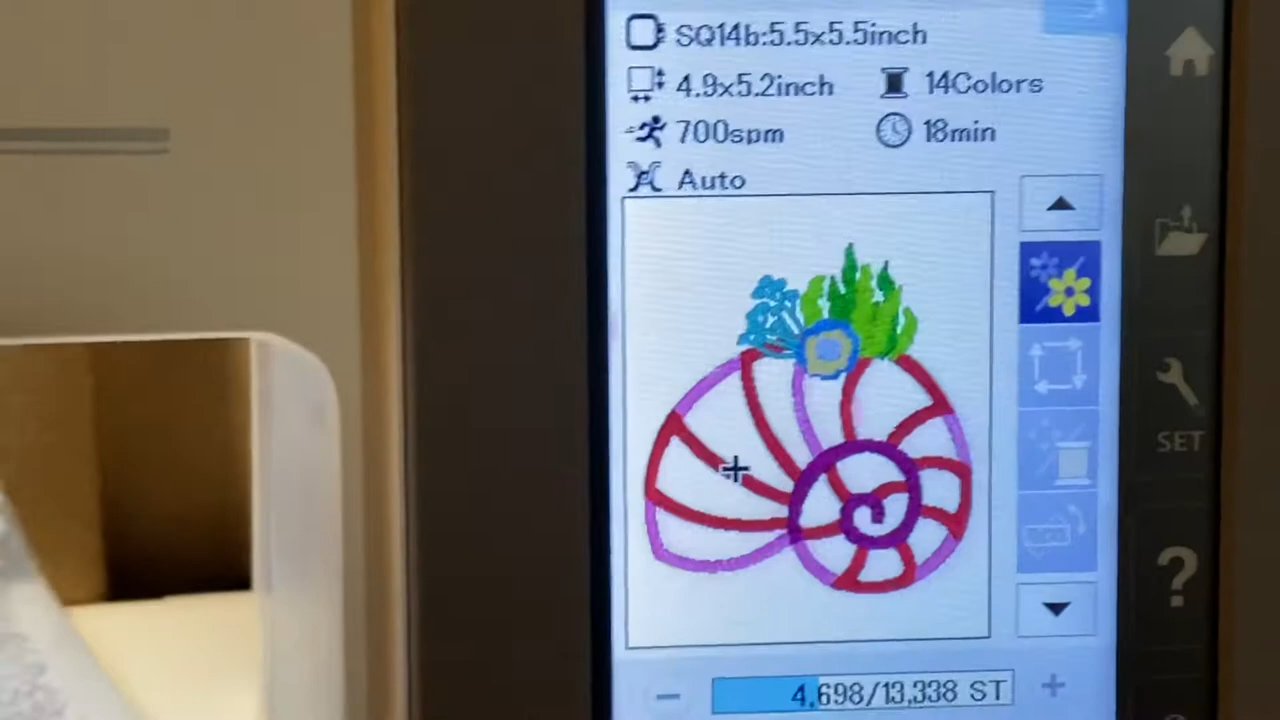 SQ14b:5.5x5.5inch
4.9x5.2inch 14Colors
700spm 18min
Auto
SET
?
− 4,698/13,338 ST +